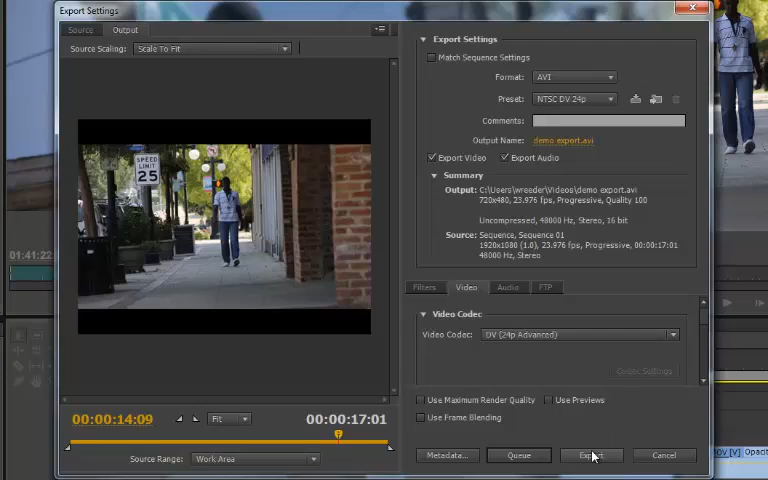 Export Settings
Source
Output
Source Scaling: Scale To Fit
SPEED
LIMIT
25
00:00:14:09
Fit
00:00:17:01
Source Range: Work Area
Export Settings
Match Sequence Settings
Format: AVI
Preset: NTSC DV 24p
Comments:
Output Name: demo export.avi
Export Video
Export Audio
Summary
Output: C:\Users\wreeder\Videos\demo export.avi
720x480, 23.976 fps, Progressive, Quality 100
Uncompressed, 48000 Hz, Stereo, 16 bit
Source: Sequence, Sequence 01
1920x1080 (1.0), 23.976 fps, Progressive, 00:00:17:01
48000 Hz, Stereo
Filters
Video
Audio
FTP
Video Codec
Video Codec: DV (24p Advanced)
Codec Settings
Use Maximum Render Quality
Use Previews
Use Frame Blending
Metadata...
Queue
Export
Cancel
01:41:22
[V] Opacit